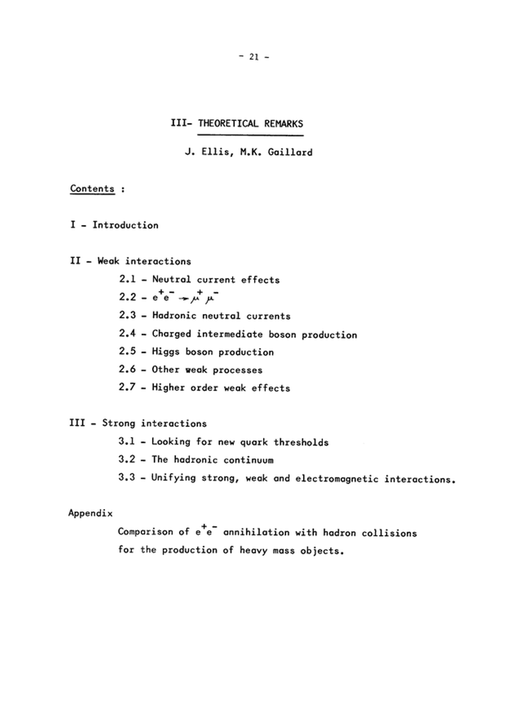 - 21 -
III- THEORETICAL REMARKS
J. Ellis, M.K. Gaillard
Contents :
I - Introduction
II - Weak interactions
2.1 - Neutral current effects
2.2 - e⁺e⁻ → μ⁺ μ⁻
2.3 - Hadronic neutral currents
2.4 - Charged intermediate boson production
2.5 - Higgs boson production
2.6 - Other weak processes
2.7 - Higher order weak effects
III - Strong interactions
3.1 - Looking for new quark thresholds
3.2 - The hadronic continuum
3.3 - Unifying strong, weak and electromagnetic interactions.
Appendix
Comparison of e⁺e⁻ annihilation with hadron collisions
for the production of heavy mass objects.